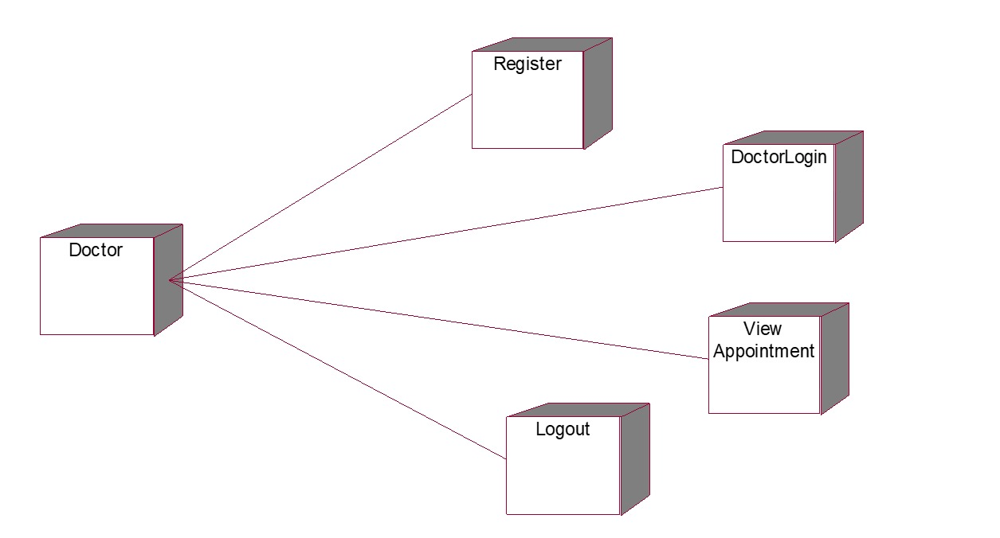 Register
DoctorLogin
Doctor
View
Appointment
Logout